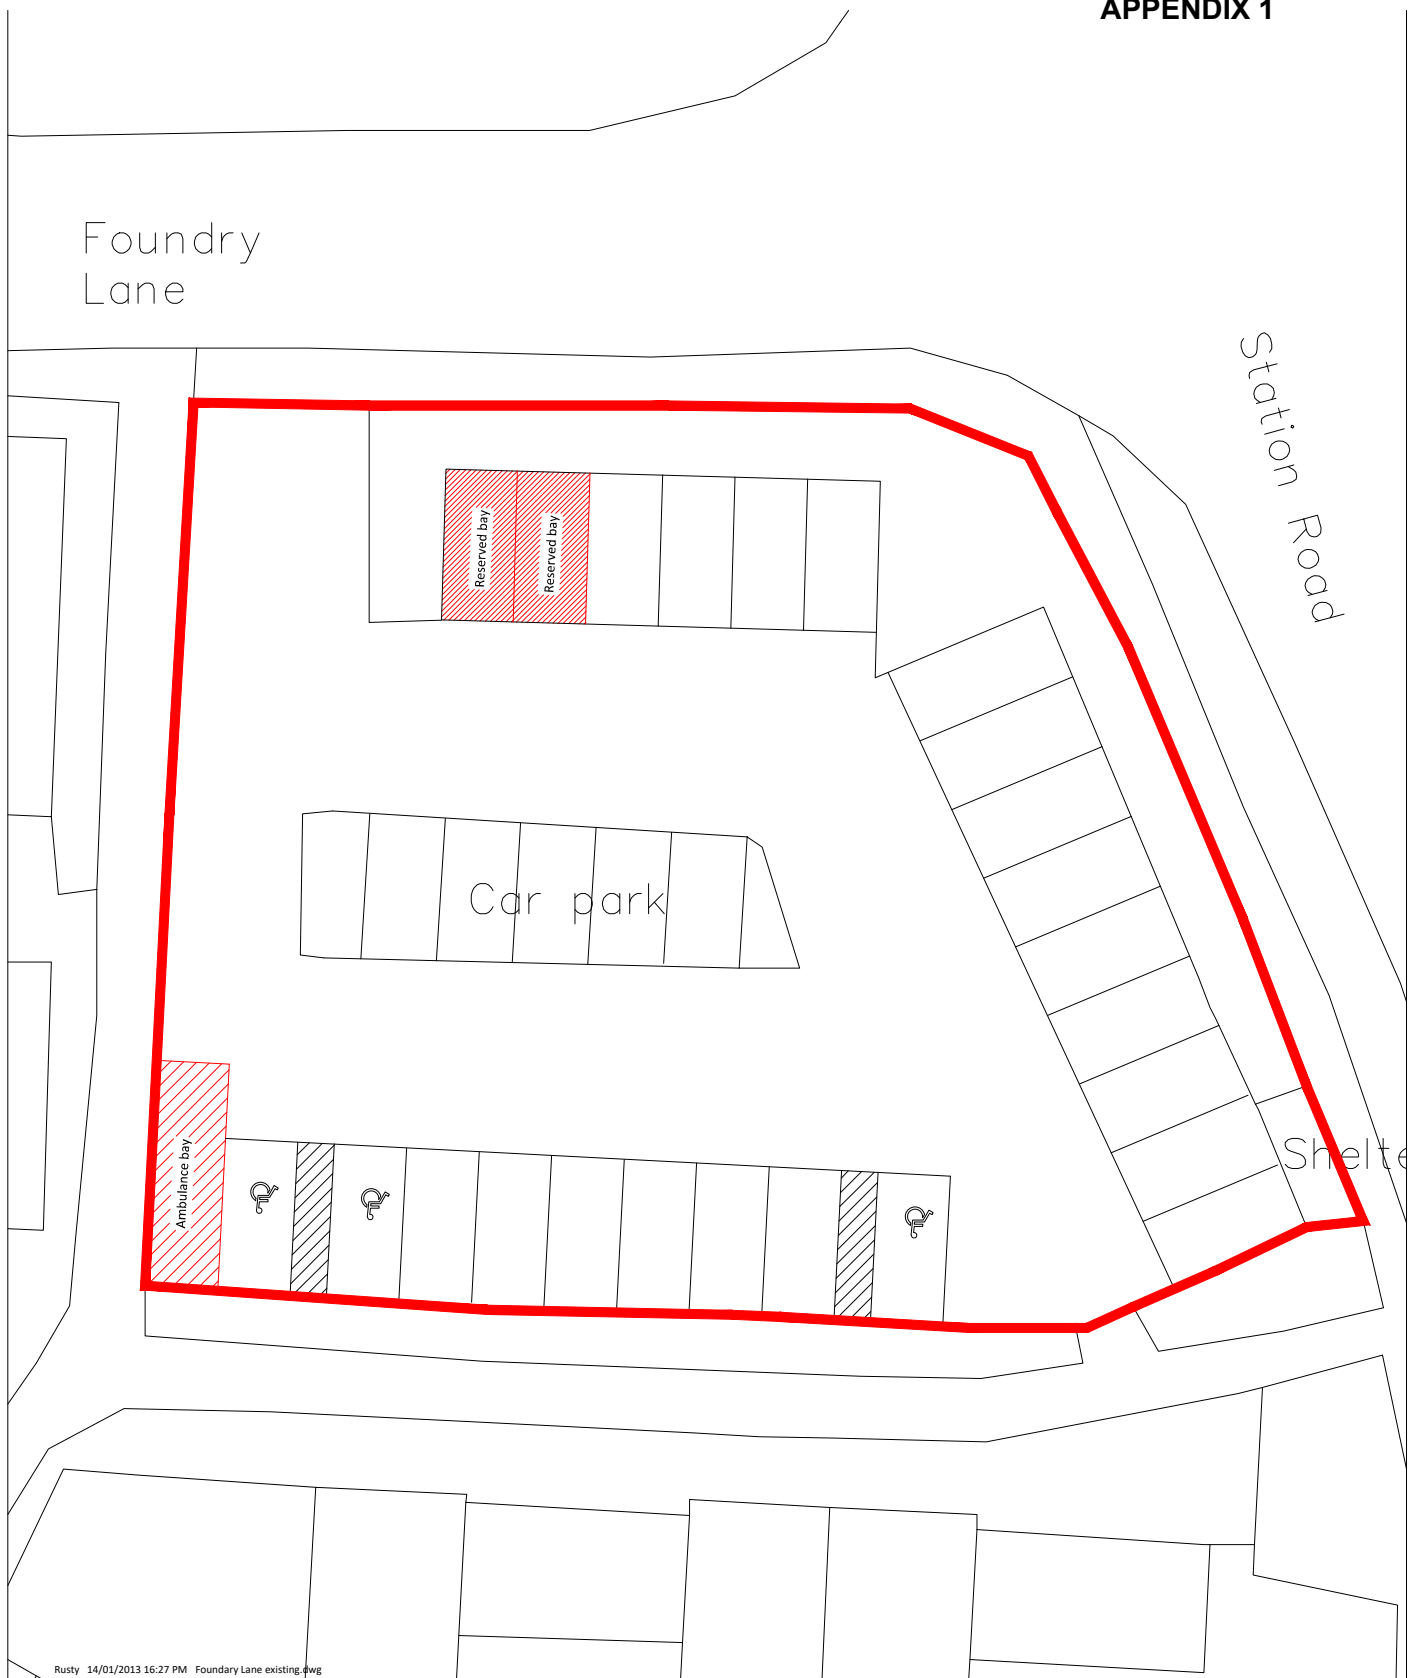 APPENDIX 1
Foundry
Lane
Station Road
Reserved bay
Reserved bay
Car park
Ambulance bay
Shelte
Rusty 14/01/2013 16:27 PM Foundary Lane existing.dwg